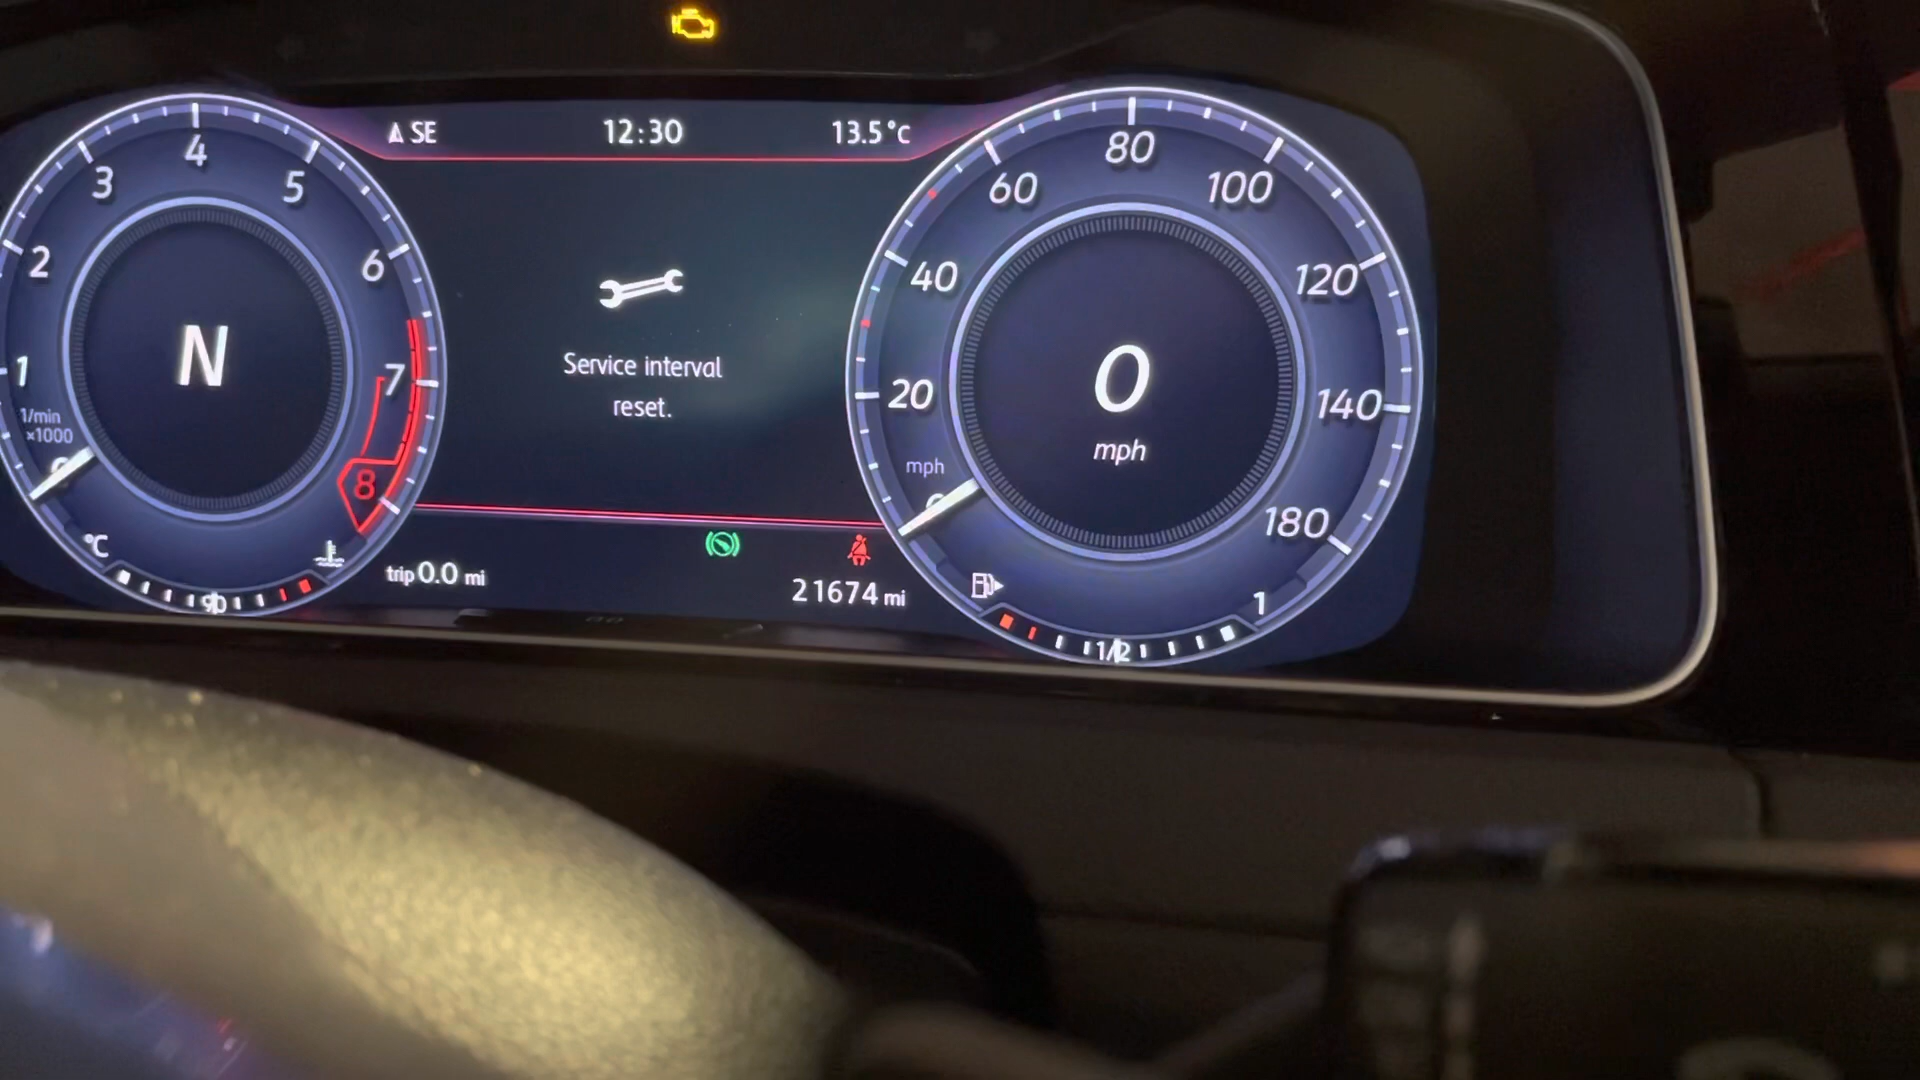 SE 12:30 13.5°C
1 2 3 4 5 6 7 8
1/min
x1000
N
°C
90
Service interval
reset.
trip 0.0 mi
21674 mi
20 40 60 80 100 120 140 180
0
mph
mph
0
1/2 1